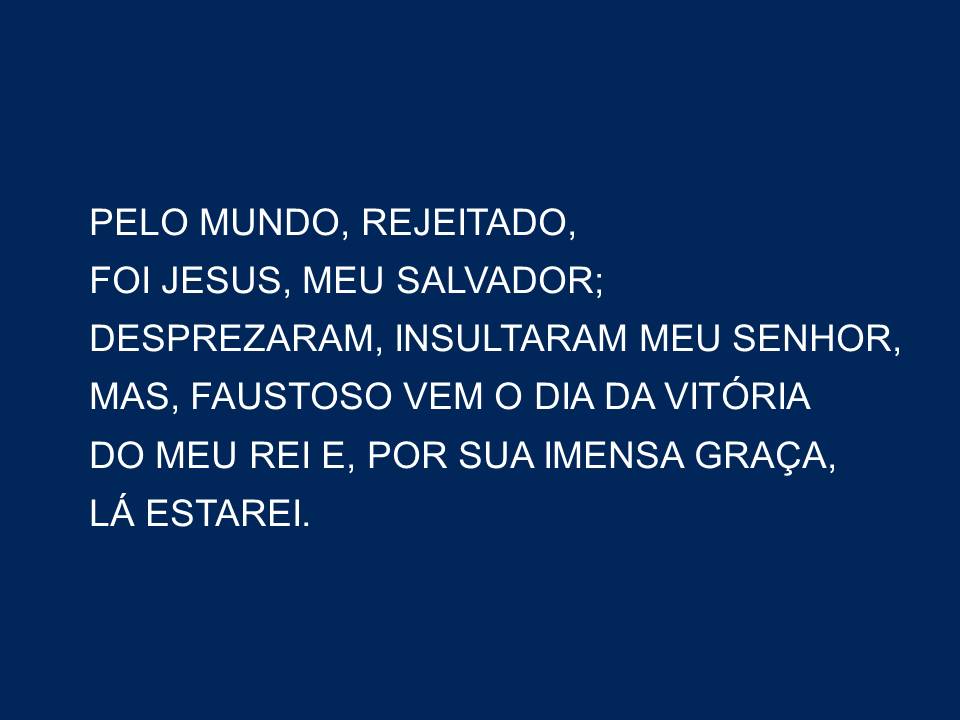 PELO MUNDO, REJEITADO,
FOI JESUS, MEU SALVADOR;
DESPREZARAM, INSULTARAM MEU SENHOR,
MAS, FAUSTOSO VEM O DIA DA VITÓRIA
DO MEU REI E, POR SUA IMENSA GRAÇA,
LÁ ESTAREI.